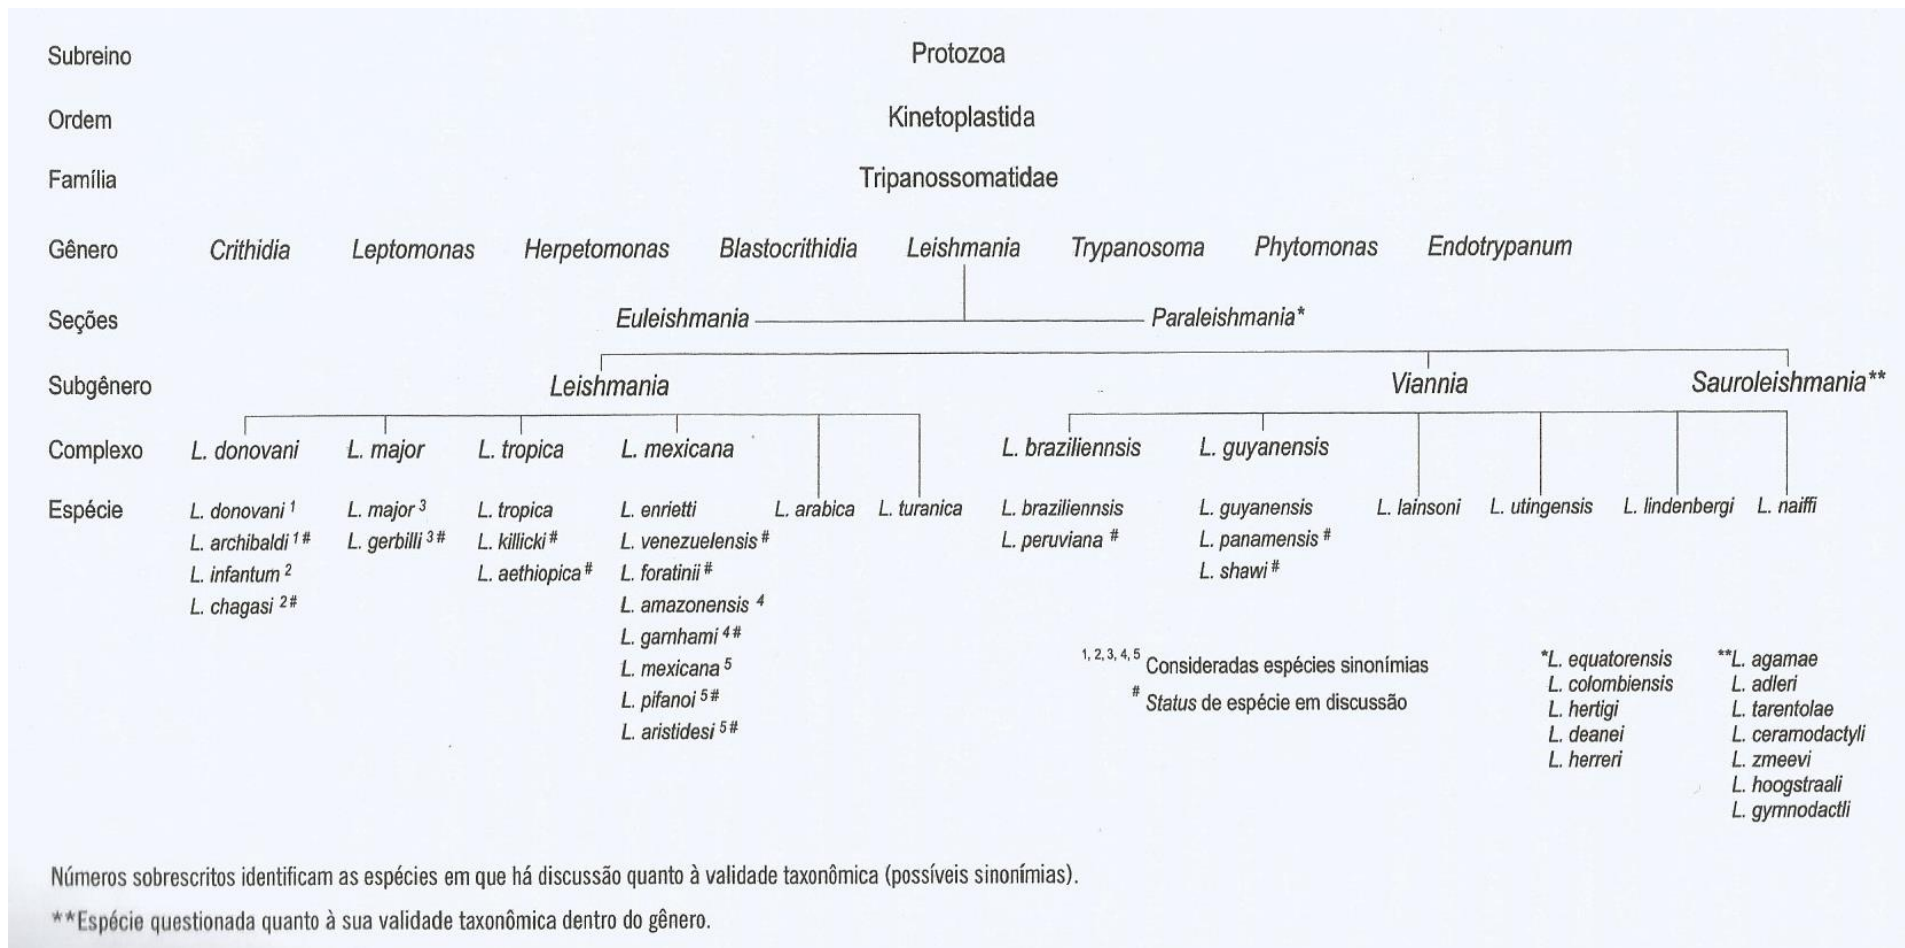 Subreino Protozoa
Ordem Kinetoplastida
Família Tripanossomatidae
Gênero Crithidia Leptomonas Herpetomonas Blastocrithidia Leishmania Trypanosoma Phytomonas Endotrypanum
Seções Euleishmania Paraleishmania*
Subgênero Leishmania Viannia Sauroleishmania**
Complexo L. donovani L. major L. tropica L. mexicana L. braziliennsis L. guyanensis
Espécie L. donovani 1 L. major 3 L. tropica L. enrietti L. arabica L. turanica L. braziliennsis L. guyanensis L. lainsoni L. utingensis L. lindenbergi L. naiffi
L. archibaldi 1 # L. gerbilli 3 # L. killicki # L. venezuelensis # L. peruviana # L. panamensis #
L. infantum 2 L. aethiopica # L. foratinii # L. shawi #
L. chagasi 2 # L. amazonensis 4
L. garnhami 4 #
L. mexicana 5
L. pifanoi 5 #
L. aristidesi 5 #
1, 2, 3, 4, 5 Consideradas espécies sinonímias
# Status de espécie em discussão
*L. equatorensis
L. colombiensis
L. hertigi
L. deanei
L. herreri
**L. agamae
L. adleri
L. tarentolae
L. ceramodactyli
L. zmeevi
L. hoogstraali
L. gymnodactli
Números sobrescritos identificam as espécies em que há discussão quanto à validade taxonômica (possíveis sinonímias).
**Espécie questionada quanto à sua validade taxonômica dentro do gênero.